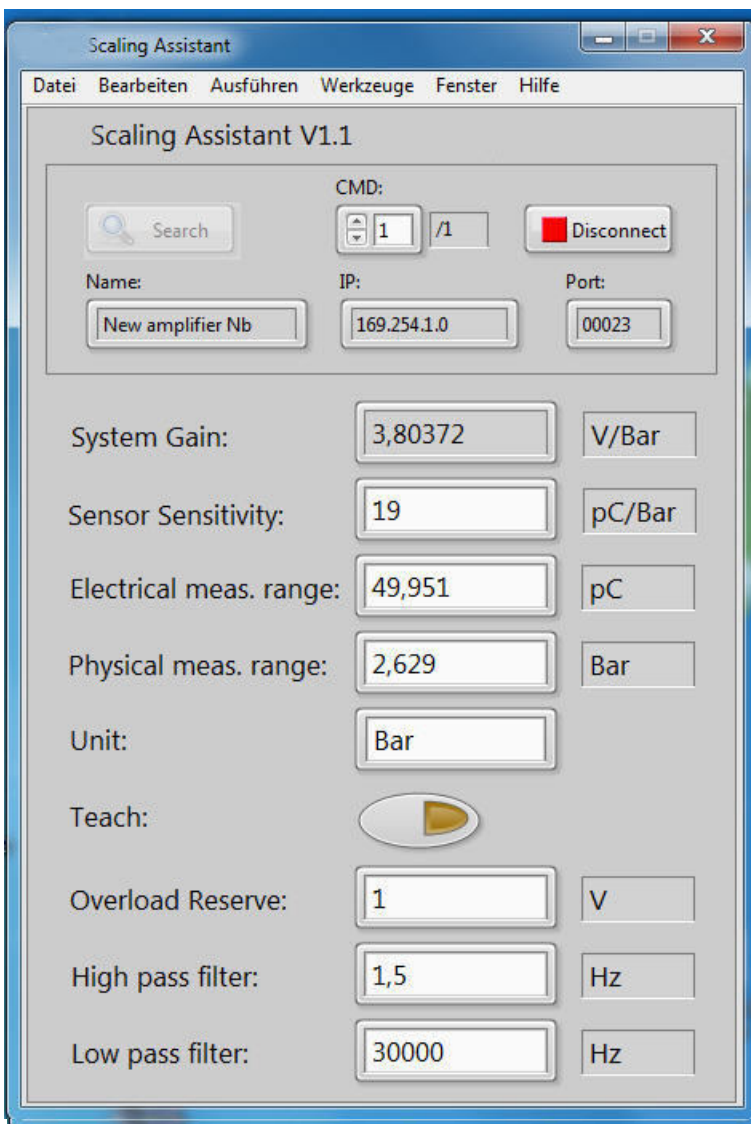 Scaling Assistant
Datei Bearbeiten Ausführen Werkzeuge Fenster Hilfe
Scaling Assistant V1.1
CMD:
Search 1 /1 Disconnect
Name: IP: Port:
New amplifier Nb 169.254.1.0 00023
System Gain: 3,80372 V/Bar
Sensor Sensitivity: 19 pC/Bar
Electrical meas. range: 49,951 pC
Physical meas. range: 2,629 Bar
Unit: Bar
Teach:
Overload Reserve: 1 V
High pass filter: 1,5 Hz
Low pass filter: 30000 Hz